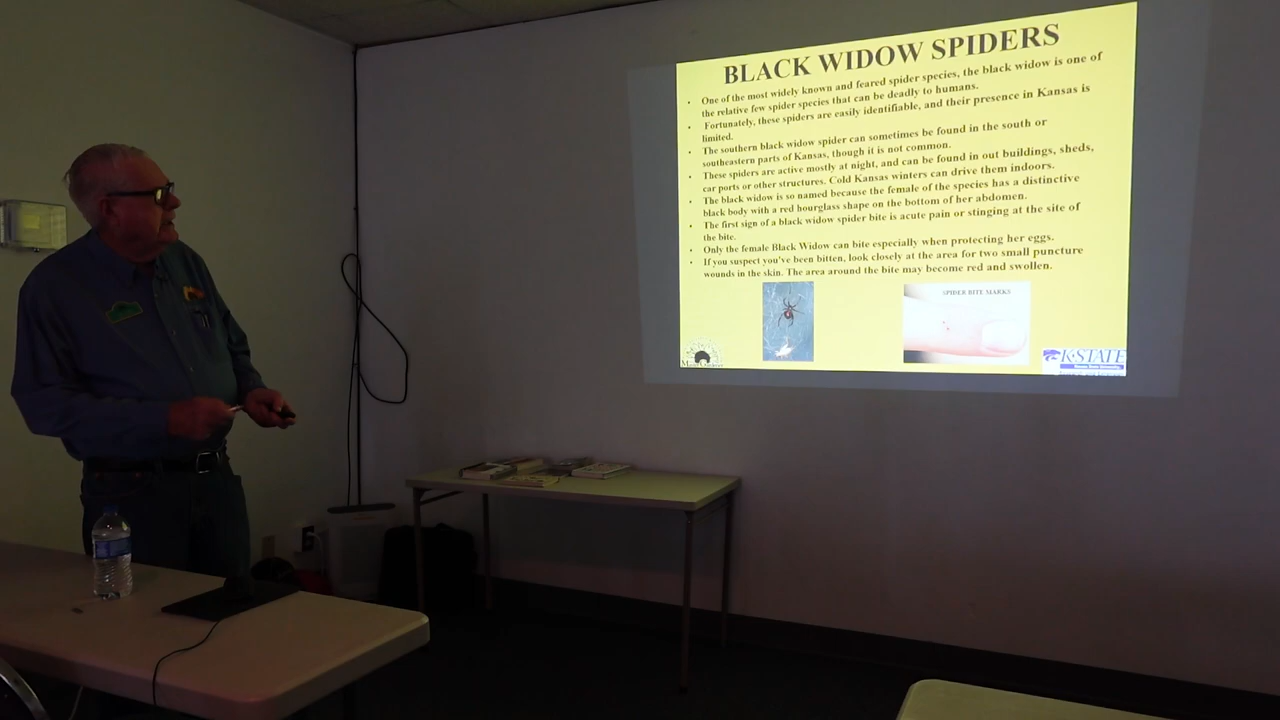 BLACK WIDOW SPIDERS
• One of the most widely known and feared spider species, the black widow is one of
the relative few spider species that can be deadly to humans.
• Fortunately, these spiders are easily identifiable, and their presence in Kansas is
limited.
• The southern black widow spider can sometimes be found in the south or
southeastern parts of Kansas, though it is not common.
• These spiders are active mostly at night, and can be found in out buildings, sheds,
car ports or other structures. Cold Kansas winters can drive them indoors.
• The black widow is so named because the female of the species has a distinctive
black body with a red hourglass shape on the bottom of her abdomen.
• The first sign of a black widow spider bite is acute pain or stinging at the site of
the bite.
• Only the female Black Widow can bite especially when protecting her eggs.
• If you suspect you've been bitten, look closely at the area for two small puncture
wounds in the skin. The area around the bite may become red and swollen.
SPIDER BITE MARKS
Master Gardener
K-STATE
Kansas State University